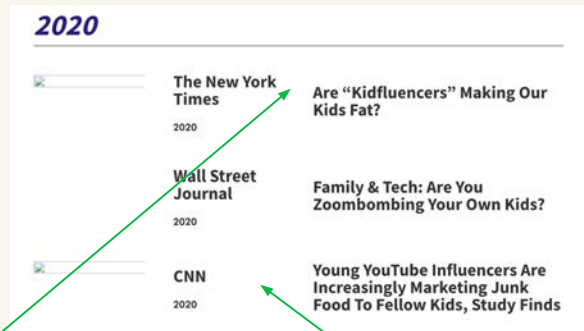 2020
The New York
Times
2020
Are “Kidfluencers” Making Our
Kids Fat?
Wall Street
Journal
2020
Family & Tech: Are You
Zoombombing Your Own Kids?
CNN
2020
Young YouTube Influencers Are
Increasingly Marketing Junk
Food To Fellow Kids, Study Finds